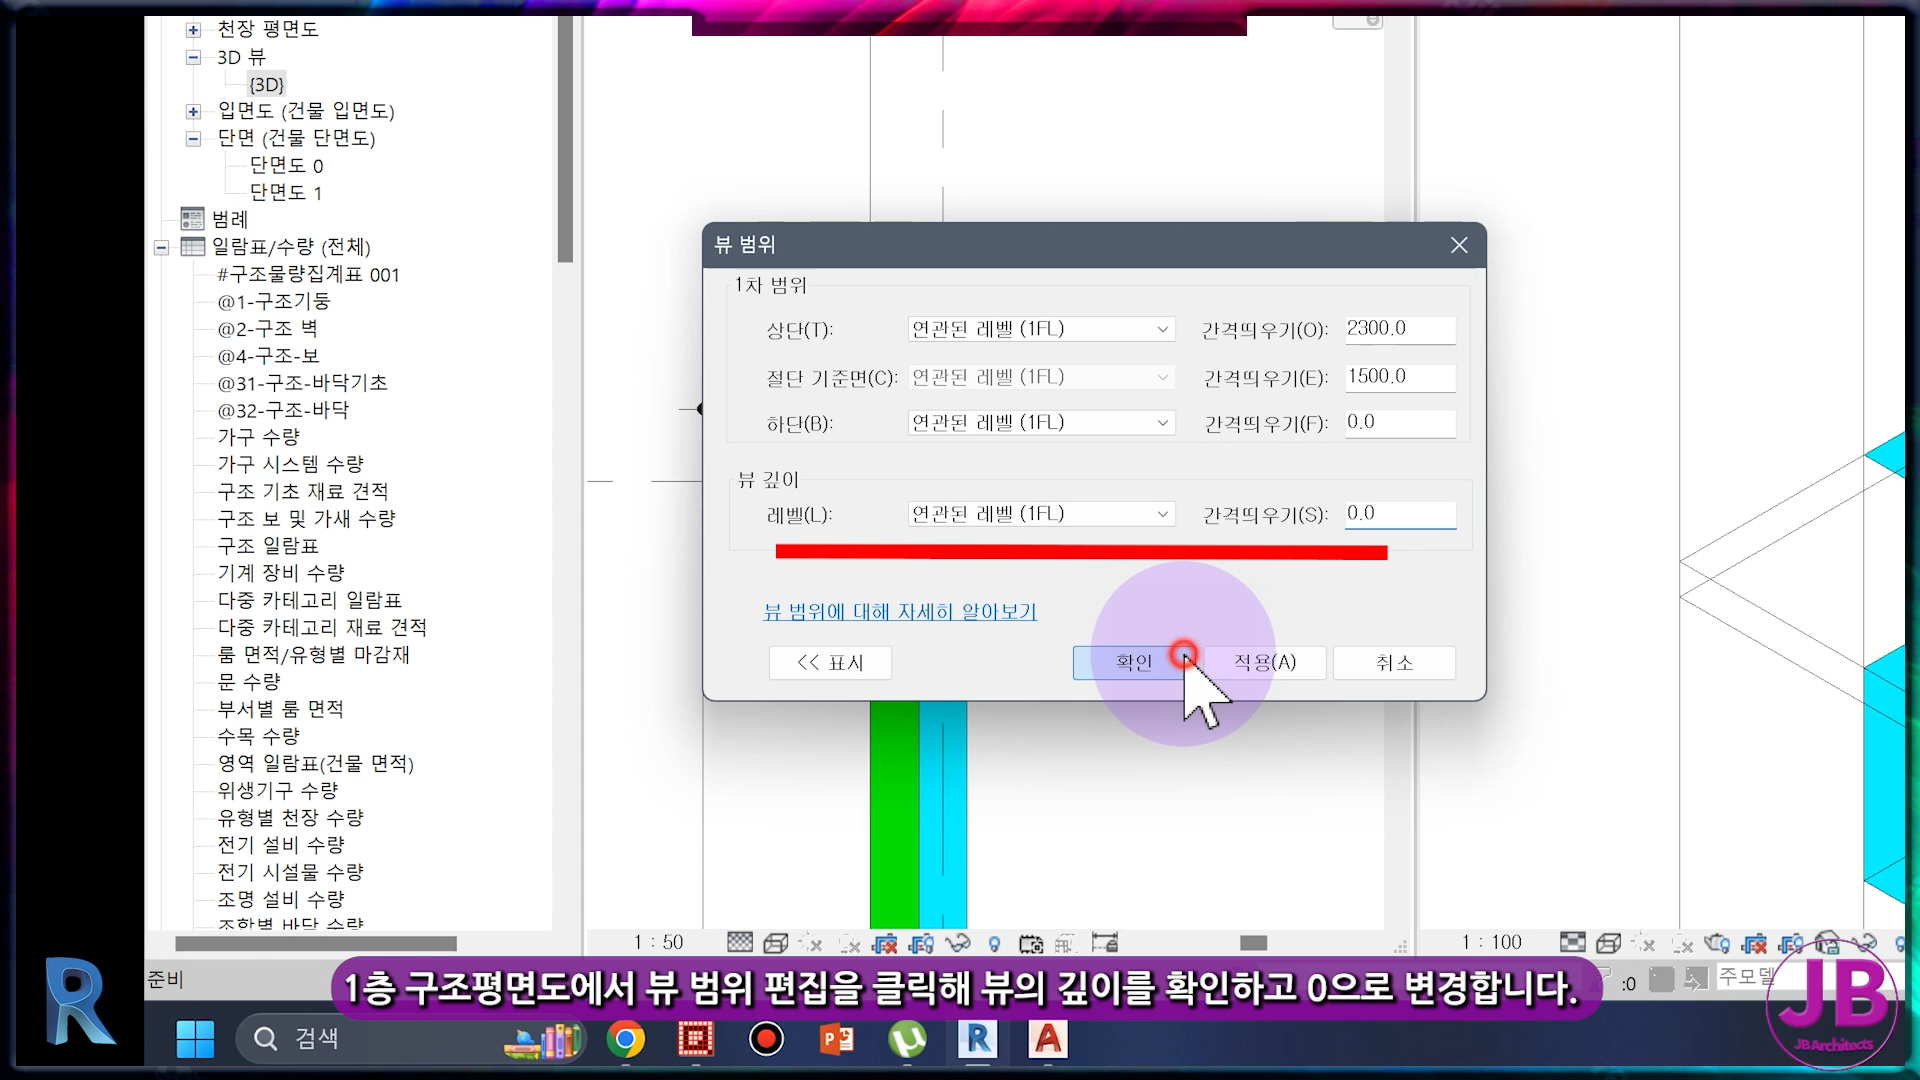 천장 평면도
3D 뷰
{3D}
입면도 (건물 입면도)
단면 (건물 단면도)
단면도 0
단면도 1
범례
일람표/수량 (전체)
#구조물량집계표 001
@1-구조기둥
@2-구조 벽
@4-구조-보
@31-구조-바닥기초
@32-구조-바닥
가구 수량
가구 시스템 수량
구조 기초 재료 견적
구조 보 및 가새 수량
구조 일람표
기계 장비 수량
다중 카테고리 일람표
다중 카테고리 재료 견적
룸 면적/유형별 마감재
문 수량
부서별 룸 면적
수목 수량
영역 일람표(건물 면적)
위생기구 수량
유형별 천장 수량
전기 설비 수량
전기 시설물 수량
조명 설비 수량
조합별 바닥 수량
뷰 범위
1차 범위
상단(T): 연관된 레벨 (1FL) 간격띄우기(O): 2300.0
절단 기준면(C): 연관된 레벨 (1FL) 간격띄우기(E): 1500.0
하단(B): 연관된 레벨 (1FL) 간격띄우기(F): 0.0
뷰 깊이
레벨(L): 연관된 레벨 (1FL) 간격띄우기(S): 0.0
뷰 범위에 대해 자세히 알아보기
<< 표시 확인 적용(A) 취소
1 : 50
1 : 100
준비
:0 주모델
1층 구조평면도에서 뷰 범위 편집을 클릭해 뷰의 깊이를 확인하고 0으로 변경합니다.
검색
JB
JBArchitects